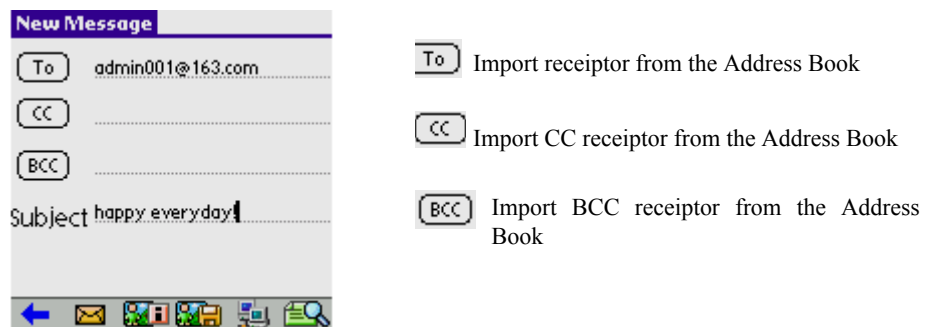 New Message
To admin001@163.com
CC
BCC
Subject happy everyday!
To Import receiptor from the Address Book
CC Import CC receiptor from the Address Book
BCC Import BCC receiptor from the Address
Book